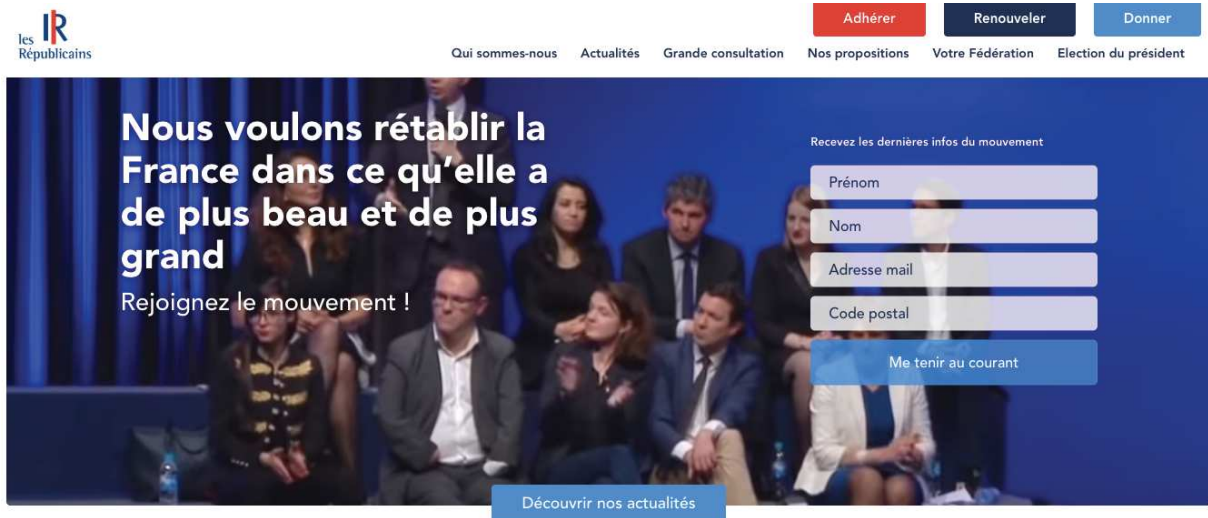 les
Républicains
Adhérer
Renouveler
Donner
Qui sommes-nous
Actualités
Grande consultation
Nos propositions
Votre Fédération
Election du président
Nous voulons rétablir la
France dans ce qu’elle a
de plus beau et de plus
grand
Rejoignez le mouvement !
Recevez les dernières infos du mouvement
Prénom
Nom
Adresse mail
Code postal
Me tenir au courant
Découvrir nos actualités